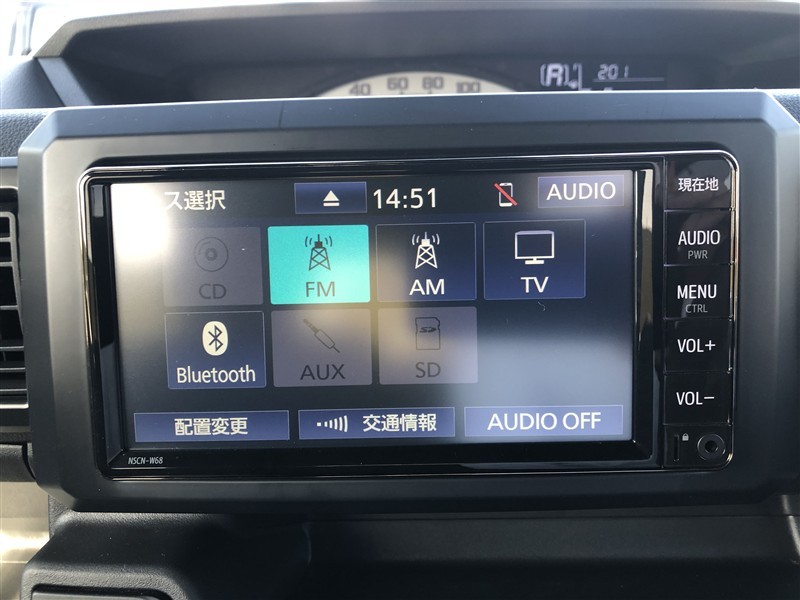 40 60 80 100
R 201
ス選択 14:51 AUDIO
CD FM AM TV
Bluetooth AUX SD
配置変更 交通情報 AUDIO OFF
現在地
AUDIO
PWR
MENU
CTRL
VOL+
VOL−
NSCN-W68